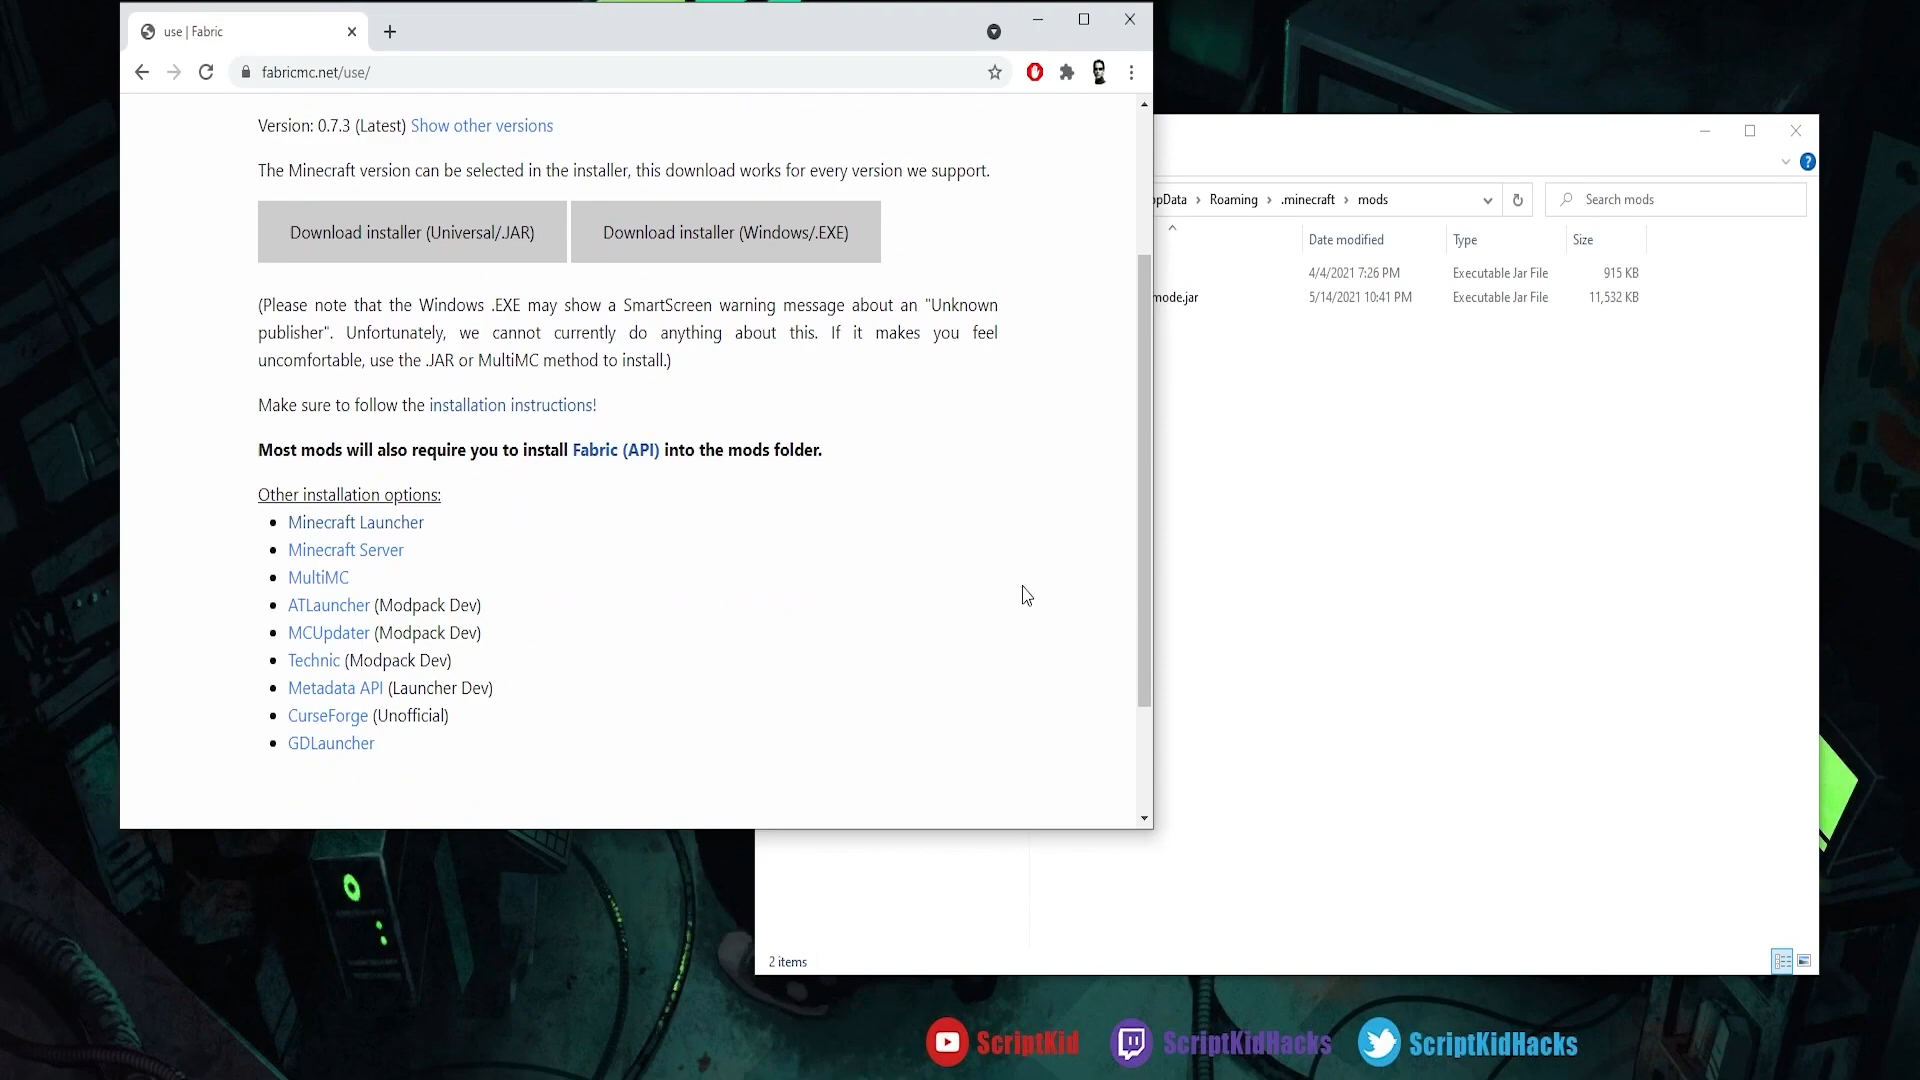 use | Fabric
fabricmc.net/use/
Version: 0.7.3 (Latest) Show other versions
The Minecraft version can be selected in the installer, this download works for every version we support.
Download installer (Universal/.JAR)
Download installer (Windows/.EXE)
(Please note that the Windows .EXE may show a SmartScreen warning message about an "Unknown
publisher". Unfortunately, we cannot currently do anything about this. If it makes you feel
uncomfortable, use the .JAR or MultiMC method to install.)
Make sure to follow the installation instructions!
Most mods will also require you to install Fabric (API) into the mods folder.
Other installation options:
Minecraft Launcher
Minecraft Server
MultiMC
ATLauncher (Modpack Dev)
MCUpdater (Modpack Dev)
Technic (Modpack Dev)
Metadata API (Launcher Dev)
CurseForge (Unofficial)
GDLauncher
ppData > Roaming > .minecraft > mods
Search mods
Date modified Type Size
4/4/2021 7:26 PM Executable Jar File 915 KB
mode.jar 5/14/2021 10:41 PM Executable Jar File 11,532 KB
2 items
ScriptKid ScriptKidHacks ScriptKidHacks